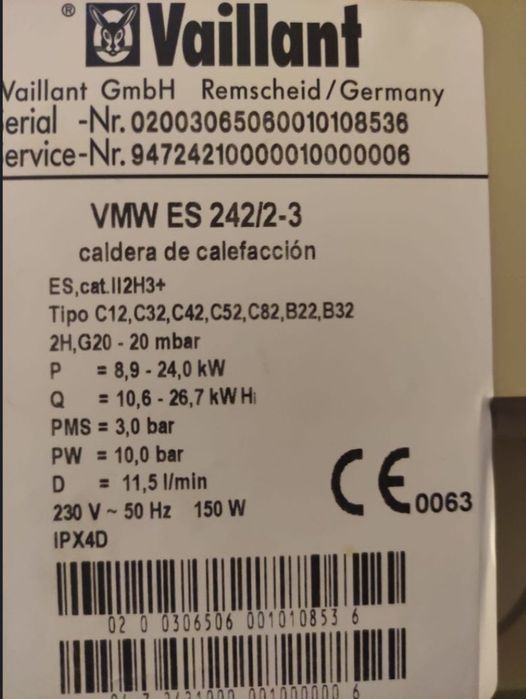 ® Vaillant
Vaillant GmbH Remscheid/Germany
erial -Nr. 02003065060010108536
ervice-Nr. 94724210000010000006
VMW ES 242/2-3
caldera de calefacción
ES,cat.II2H3+
Tipo C12,C32,C42,C52,C82,B22,B32
2H,G20 - 20 mbar
P = 8,9 - 24,0 kW
Q = 10,6 - 26,7 kW Hi
PMS = 3,0 bar
PW = 10,0 bar
D = 11,5 l/min
230 V ~ 50 Hz 150 W
IPX4D
CE 0063
02 0 0306506 001010853 6